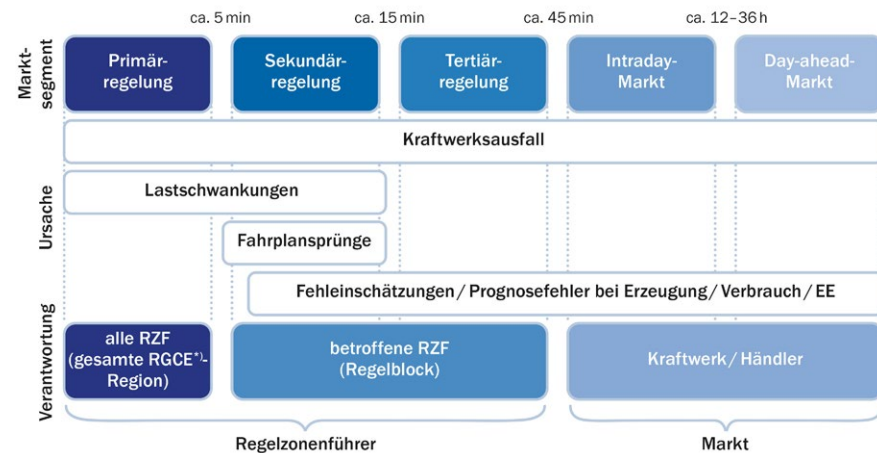 ca. 5 min
ca. 15 min
ca. 45 min
ca. 12–36 h
Markt-
segment
Primär-
regelung
Sekundär-
regelung
Tertiär-
regelung
Intraday-
Markt
Day-ahead-
Markt
Ursache
Kraftwerksausfall
Lastschwankungen
Fahrplansprünge
Fehleinschätzungen / Prognosefehler bei Erzeugung / Verbrauch / EE
Verantwortung
alle RZF
(gesamte RGCE*)-
Region)
betroffene RZF
(Regelblock)
Kraftwerk / Händler
Regelzonenführer
Markt